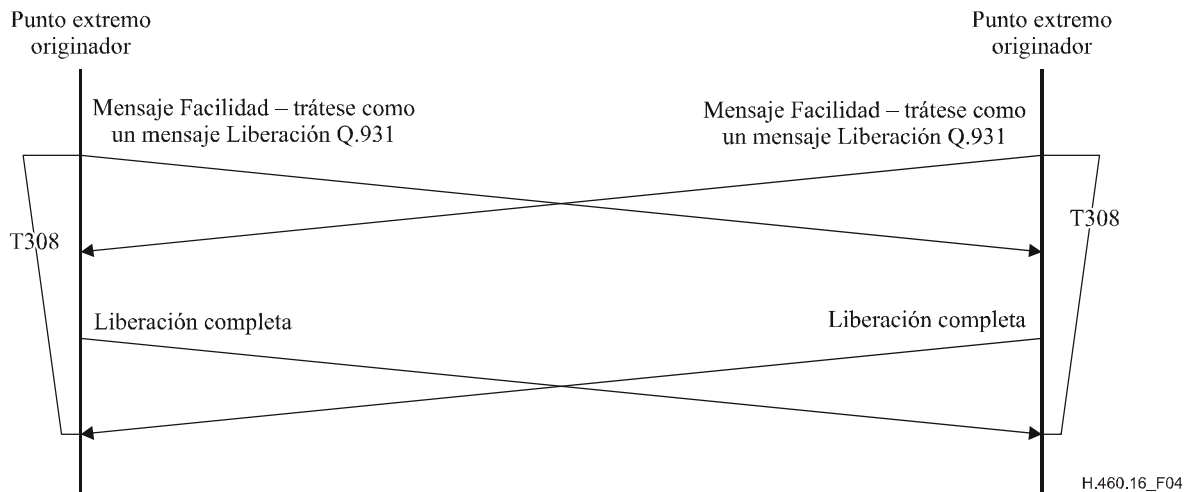 Punto extremo
originador
Punto extremo
originador
Mensaje Facilidad – trátese como
un mensaje Liberación Q.931
Mensaje Facilidad – trátese como
un mensaje Liberación Q.931
T308
T308
Liberación completa
Liberación completa
H.460.16_F04